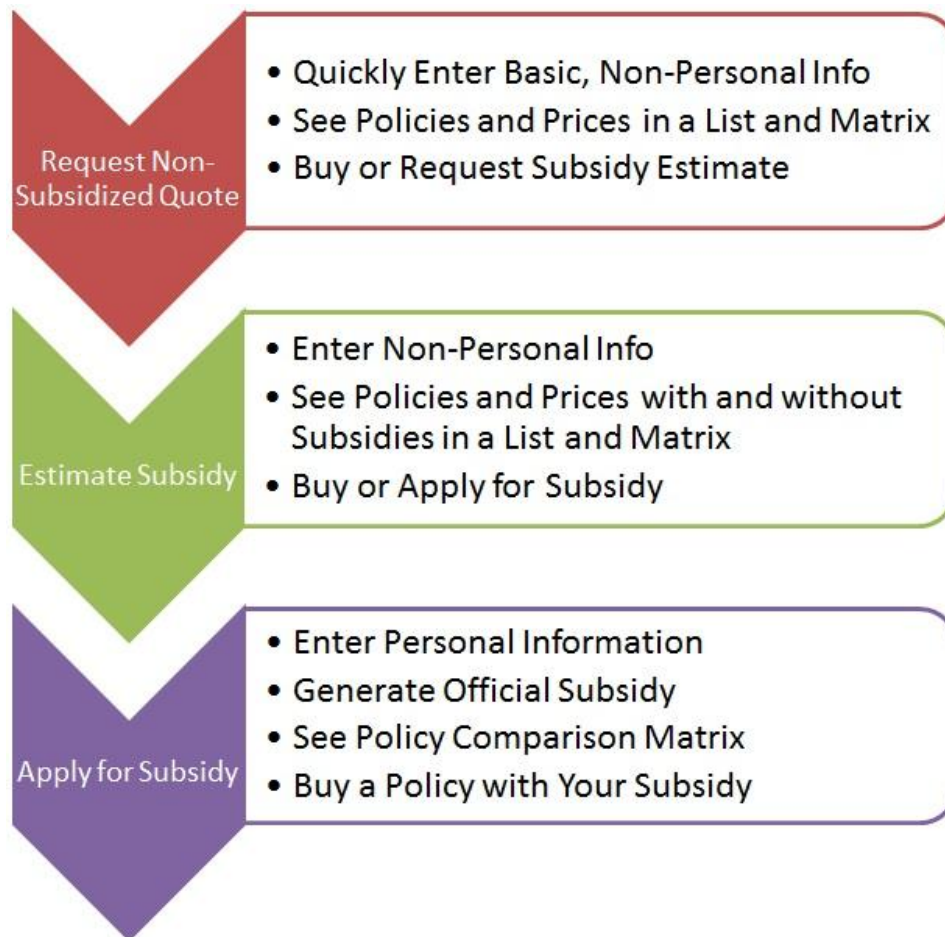 Request Non-
Subsidized Quote
• Quickly Enter Basic, Non-Personal Info
• See Policies and Prices in a List and Matrix
• Buy or Request Subsidy Estimate
Estimate Subsidy
• Enter Non-Personal Info
• See Policies and Prices with and without
Subsidies in a List and Matrix
• Buy or Apply for Subsidy
Apply for Subsidy
• Enter Personal Information
• Generate Official Subsidy
• See Policy Comparison Matrix
• Buy a Policy with Your Subsidy